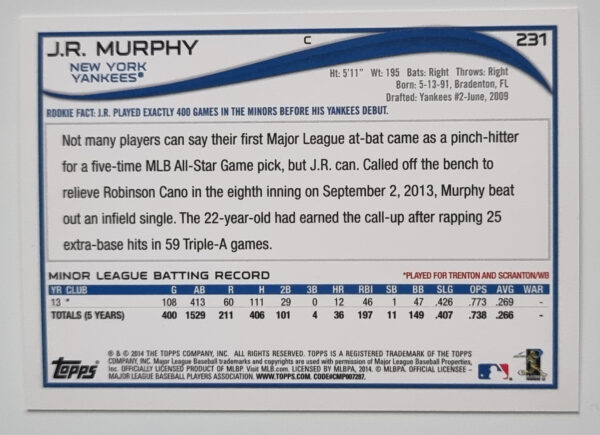 J.R. MURPHY C 231
NEW YORK
YANKEES®
Ht: 5'11" Wt: 195 Bats: Right Throws: Right
Born: 5-13-91, Bradenton, FL
Drafted: Yankees #2-June, 2009
ROOKIE FACT: J.R. PLAYED EXACTLY 400 GAMES IN THE MINORS BEFORE HIS YANKEES DEBUT.
Not many players can say their first Major League at-bat came as a pinch-hitter
for a five-time MLB All-Star Game pick, but J.R. can. Called off the bench to
relieve Robinson Cano in the eighth inning on September 2, 2013, Murphy beat
out an infield single. The 22-year-old had earned the call-up after rapping 25
extra-base hits in 59 Triple-A games.
MINOR LEAGUE BATTING RECORD *PLAYED FOR TRENTON AND SCRANTON/WB
YR CLUB G AB R H 2B 3B HR RBI SB BB SLG OPS AVG WAR
13 * 108 413 60 111 29 0 12 46 1 47 .426 .773 .269 -
TOTALS (5 YEARS) 400 1529 211 406 101 4 36 197 11 149 .407 .738 .266 -
Topps
® & © 2014 THE TOPPS COMPANY, INC. ALL RIGHTS RESERVED. TOPPS IS A REGISTERED TRADEMARK OF THE TOPPS
COMPANY, INC. Major League Baseball trademarks and copyrights are used with permission of Major League Baseball Properties,
Inc. OFFICIALLY LICENSED PRODUCT OF MLBP. Visit MLB.com. LICENSED BY MLBPA, 2014. © MLBPA. OFFICIAL LICENSEE -
MAJOR LEAGUE BASEBALL PLAYERS ASSOCIATION. WWW.TOPPS.COM. CODE#CMP007287.